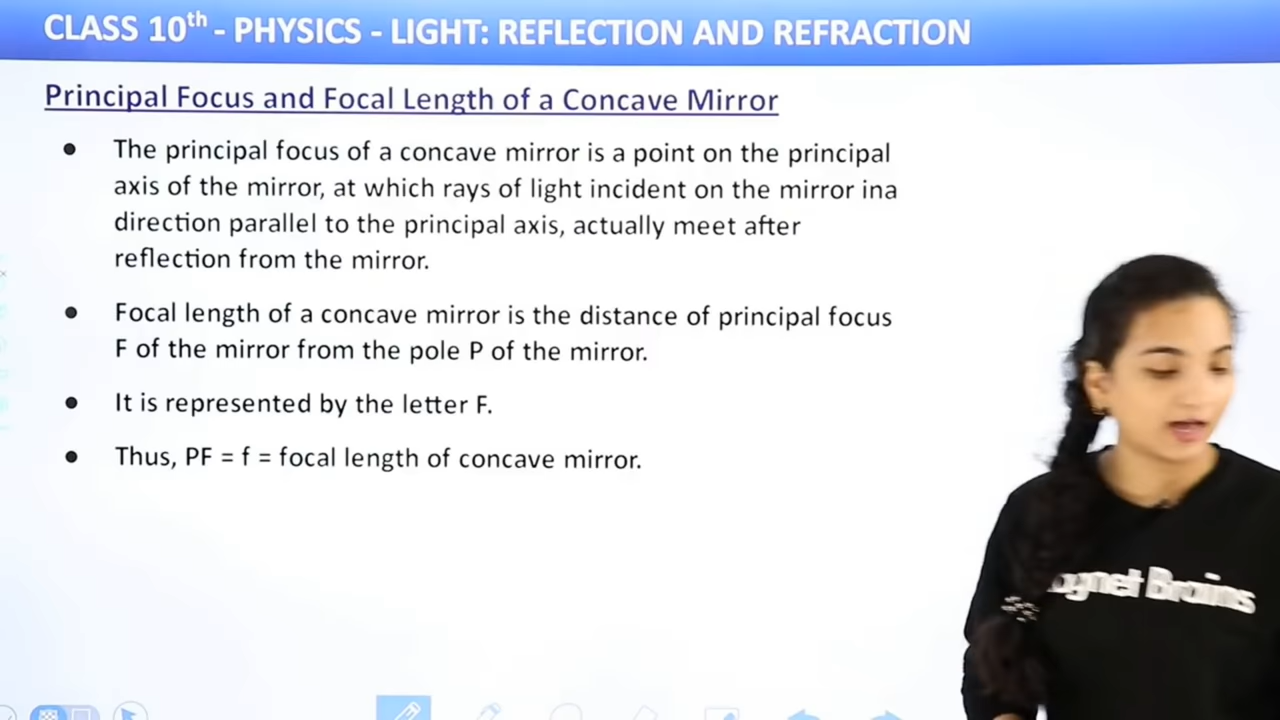 CLASS 10th - PHYSICS - LIGHT: REFLECTION AND REFRACTION
Principal Focus and Focal Length of a Concave Mirror
• The principal focus of a concave mirror is a point on the principal
axis of the mirror, at which rays of light incident on the mirror ina
direction parallel to the principal axis, actually meet after
reflection from the mirror.
• Focal length of a concave mirror is the distance of principal focus
F of the mirror from the pole P of the mirror.
• It is represented by the letter F.
• Thus, PF = f = focal length of concave mirror.
Brains